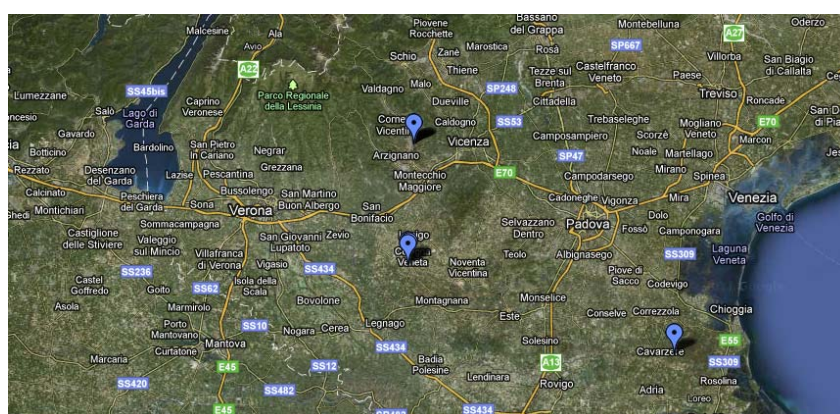 Malcesine
Ala
Avio
A22
Piovene
Rocchette
Bassano
del Grappa
Montebelluna
Oderzo
A27
Schio
Zanè
Marostica
Rosà
SP667
Villorba
San Biagio
di Callalta
Lumezzane
SS45bis
Parco Regionale
della Lessinia
Valdagno
Malo
Thiene
SP248
Tezze sul
Brenta
Castelfranco
Veneto
Paese
Treviso
Salò
Lago di
Garda
Caprino
Veronese
Dueville
Cittadella
Trebaseleghe
Roncade
Gavardo
Caldogno
SS53
Mogliano
Veneto
E70
Botticino
Bardolino
San Pietro
In Cariano
Negrar
Vicenza
Camposampiero
Scorzè
Marcon
Rezzato
Desenzano
del Garda
Lazise
Pescantina
Grezzana
Arzignano
SP47
Noale
Martellago
Calcinato
Peschiera
del Garda
Bussolengo
San Martino
Buon Albergo
Montecchio
Maggiore
E70
Campodarsego
Mirano
Spinea
Montichiari
Sona
Verona
San
Bonifacio
Cadoneghe
Vigonza
Mira
Venezia
Castiglione
delle Stiviere
Sommacampagna
Valeggio
sul Mincio
San Giovanni
Lupatoto
Zevio
Selvazzano
Dentro
Padova
Dolo
Fossò
Camponogara
Golfo di
Venezia
SS236
Villafranca
di Verona
Vigasio
SS434
Veneta
Noventa
Vicentina
Teolo
Albignasego
SS309
Laguna
Veneta
Castel
Goffredo
Goito
SS62
Isola della
Scala
Bovolone
Montagnana
Monselice
Piove di
Sacco
Codevigo
Asola
Marmirolo
Este
Conselve
Correzzola
Chioggia
Porto
Mantovano
SS10
Nogara
Cerea
Legnago
Solesino
Marcaria
Curtatone
Mantova
SS434
Badia
Polesine
A13
E55
SS309
E45
SS12
Lendinara
Rovigo
Adria
Rosolina
SS420
SS482
SS434
Loreo
E45